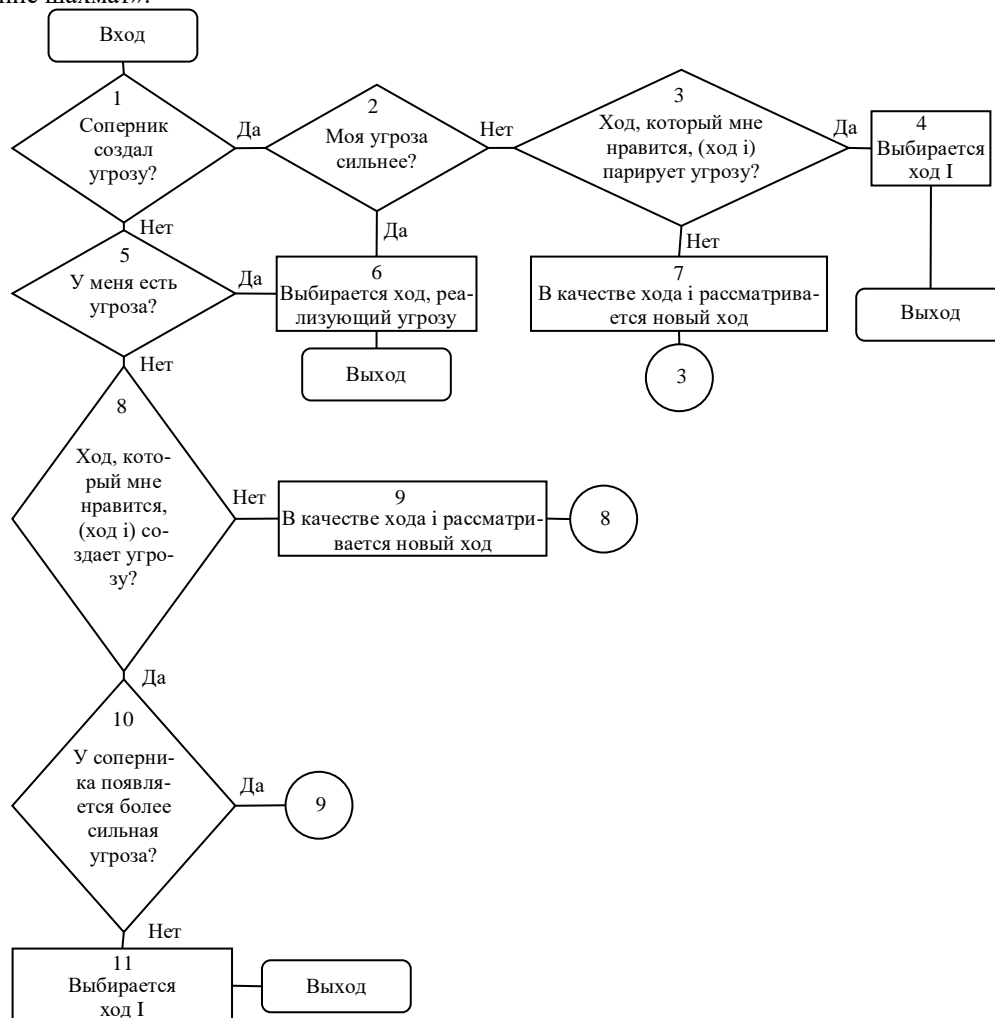 ние шахмат».
Вход
1
Соперник
создал
угрозу?
Да
2
Моя угроза
сильнее?
Нет
3
Ход, который мне
нравится, (ход i)
парирует угрозу?
Да
4
Выбирается
ход I
Нет
Да
Нет
5
У меня есть
угроза?
Да
6
Выбирается ход, реа-
лизующий угрозу
7
В качестве хода i рассматрива-
ется новый ход
Выход
Нет
Выход
3
8
Ход, кото-
рый мне
нравится,
(ход i) со-
здает угро-
зу?
Нет
9
В качестве хода i рассматри-
вается новый ход
8
Да
10
У соперни-
ка появля-
ется более
сильная
угроза?
Да
9
Нет
11
Выбирается
ход I
Выход